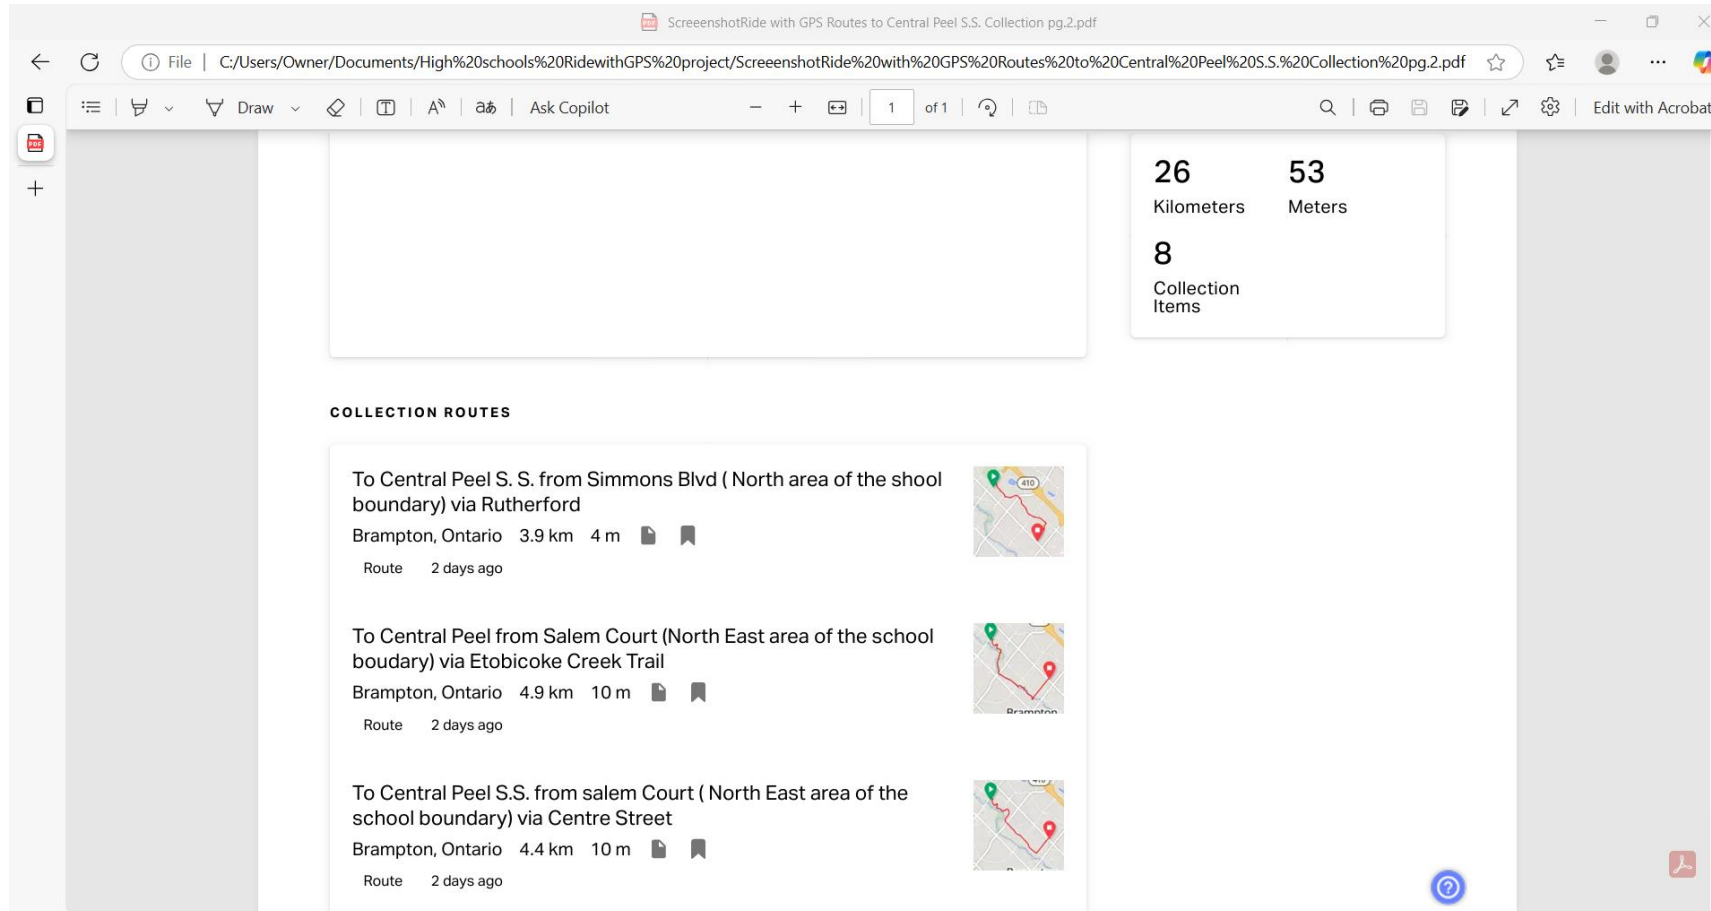 ScreeenshotRide with GPS Routes to Central Peel S.S. Collection pg.2.pdf
File | C:/Users/Owner/Documents/High%20schools%20RidewithGPS%20project/ScreeenshotRide%20with%20GPS%20Routes%20to%20Central%20Peel%20S.S.%20Collection%20pg.2.pdf
Draw
aあ
Ask Copilot
1 of 1
Edit with Acrobat
26 53
Kilometers Meters
8
Collection
Items
COLLECTION ROUTES
To Central Peel S. S. from Simmons Blvd ( North area of the shool
boundary) via Rutherford
Brampton, Ontario 3.9 km 4 m
Route 2 days ago
410
To Central Peel from Salem Court (North East area of the school
boudary) via Etobicoke Creek Trail
Brampton, Ontario 4.9 km 10 m
Route 2 days ago
Brampton
To Central Peel S.S. from salem Court ( North East area of the
school boundary) via Centre Street
Brampton, Ontario 4.4 km 10 m
Route 2 days ago